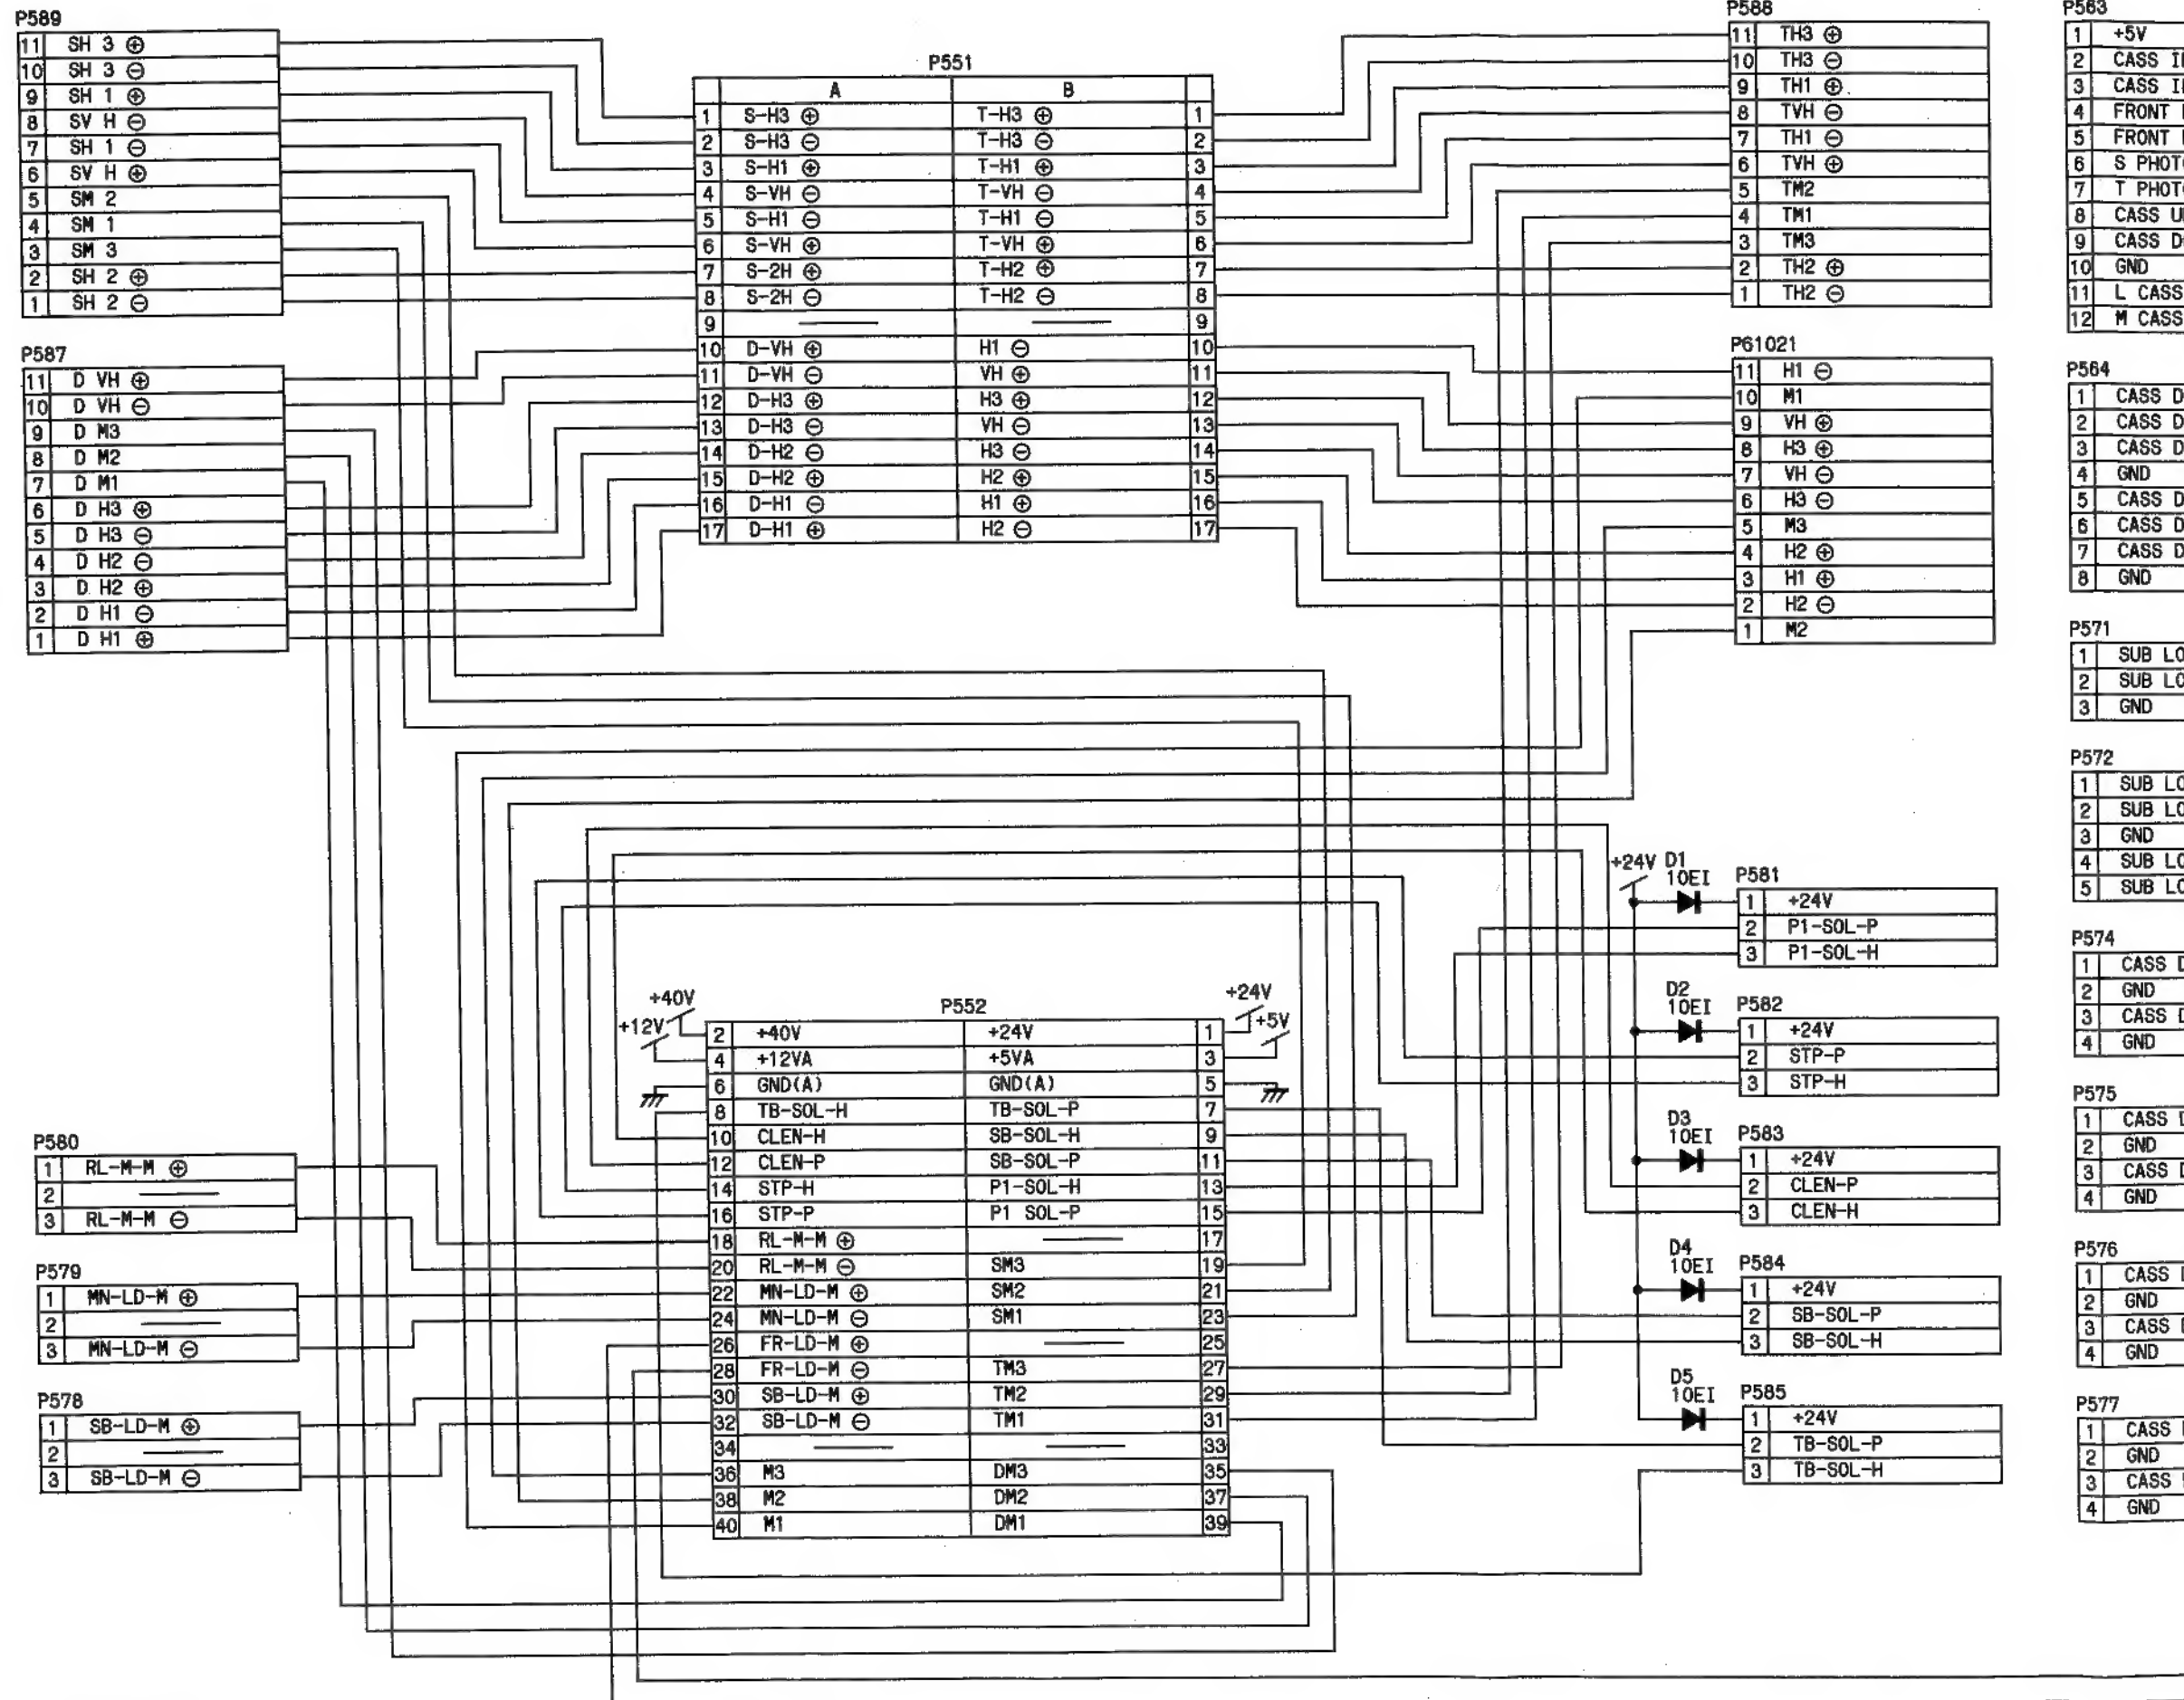 P589
11 SH 3 ⊕
10 SH 3 ⊖
9 SH 1 ⊕
8 SV H ⊖
7 SH 1 ⊖
6 SV H ⊕
5 SM 2
4 SM 1
3 SM 3
2 SH 2 ⊕
1 SH 2 ⊖
P587
11 D VH ⊕
10 D VH ⊖
9 D M3
8 D M2
7 D M1
6 D H3 ⊕
5 D H3 ⊖
4 D H2 ⊖
3 D H2 ⊕
2 D H1 ⊖
1 D H1 ⊕
P551
A B
1 S-H3 ⊕ T-H3 ⊕ 1
2 S-H3 ⊖ T-H3 ⊖ 2
3 S-H1 ⊕ T-H1 ⊕ 3
4 S-VH ⊖ T-VH ⊖ 4
5 S-H1 ⊖ T-H1 ⊖ 5
6 S-VH ⊕ T-VH ⊕ 6
7 S-2H ⊕ T-H2 ⊕ 7
8 S-2H ⊖ T-H2 ⊖ 8
9 9
10 D-VH ⊕ H1 ⊖ 10
11 D-VH ⊖ VH ⊕ 11
12 D-H3 ⊕ H3 ⊕ 12
13 D-H3 ⊖ VH ⊖ 13
14 D-H2 ⊖ H3 ⊖ 14
15 D-H2 ⊕ H2 ⊕ 15
16 D-H1 ⊖ H1 ⊕ 16
17 D-H1 ⊕ H2 ⊖ 17
P588
11 TH3 ⊕
10 TH3 ⊖
9 TH1 ⊕
8 TVH ⊖
7 TH1 ⊖
6 TVH ⊕
5 TM2
4 TM1
3 TM3
2 TH2 ⊕
1 TH2 ⊖
P61021
11 H1 ⊖
10 M1
9 VH ⊕
8 H3 ⊕
7 VH ⊖
6 H3 ⊖
5 M3
4 H2 ⊕
3 H1 ⊕
2 H2 ⊖
1 M2
P580
1 RL-M-M ⊕
2
3 RL-M-M ⊖
P579
1 MN-LD-M ⊕
2
3 MN-LD-M ⊖
P578
1 SB-LD-M ⊕
2
3 SB-LD-M ⊖
+40V
+12V
P552
+24V
+5V
2 +40V +24V 1
4 +12VA +5VA 3
6 GND(A) GND(A) 5
8 TB-SOL-H TB-SOL-P 7
10 CLEN-H SB-SOL-H 9
12 CLEN-P SB-SOL-P 11
14 STP-H P1-SOL-H 13
16 STP-P P1 SOL-P 15
18 RL-M-M ⊕ 17
20 RL-M-M ⊖ SM3 19
22 MN-LD-M ⊕ SM2 21
24 MN-LD-M ⊖ SM1 23
26 FR-LD-M ⊕ 25
28 FR-LD-M ⊖ TM3 27
30 SB-LD-M ⊕ TM2 29
32 SB-LD-M ⊖ TM1 31
34 33
36 M3 DM3 35
38 M2 DM2 37
40 M1 DM1 39
+24V
D1
10EI
P581
1 +24V
2 P1-SOL-P
3 P1-SOL-H
D2
10EI
P582
1 +24V
2 STP-P
3 STP-H
D3
10EI
P583
1 +24V
2 CLEN-P
3 CLEN-H
D4
10EI
P584
1 +24V
2 SB-SOL-P
3 SB-SOL-H
D5
10EI
P585
1 +24V
2 TB-SOL-P
3 TB-SOL-H
P563
1 +5V
2 CASS
3 CASS
4 FRONT
5 FRONT
6 S
7 T
8 CASS
9 CASS
10 GND
11 L CASS
12 M CASS
P564
1 CASS
2 CASS
3 CASS
4 GND
5 CASS
6 CASS
7 CASS
8 GND
P571
1 SUB
2 SUB
3 GND
P572
1 SUB
2 SUB
3 GND
4 SUB
5 SUB
P574
1 CASS
2 GND
3 CASS
4 GND
P575
1 CASS
2 GND
3 CASS
4 GND
P576
1 CASS
2 GND
3 CASS
4 GND
P577
1 CASS
2 GND
3 CASS
4 GND